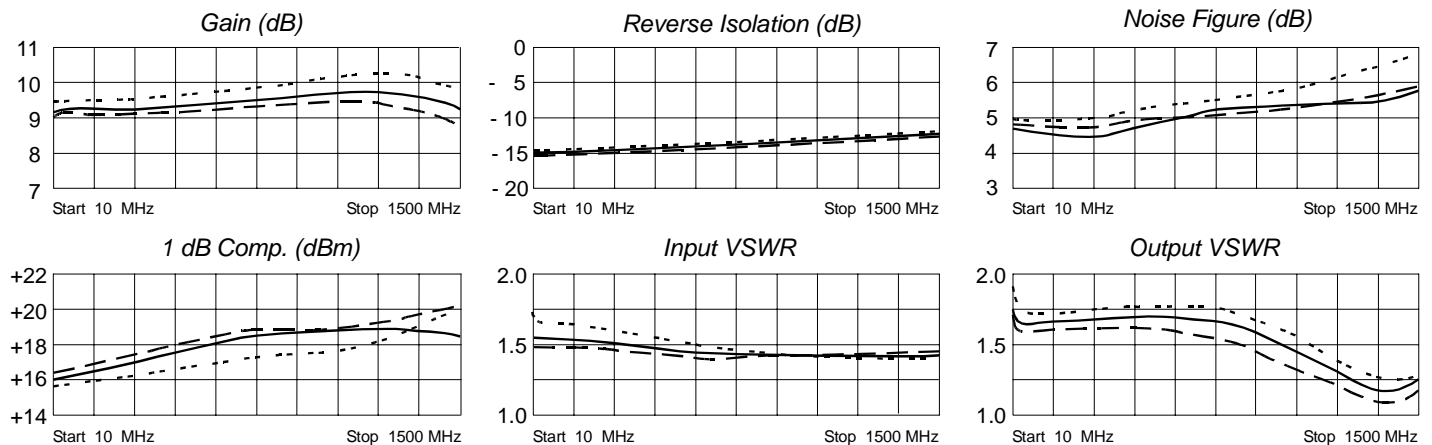 Gain (dB)
11
10
9
8
7
Start 10 MHz
Stop 1500 MHz
Reverse Isolation (dB)
0
-
- 10
- 15
- 20
Start 10 MHz
Stop 1500 MHz
Noise Figure (dB)
7
6
5
4
3
Start 10 MHz
Stop 1500 MHz
1 dB Comp. (dBm)
+22
+20
+18
+16
+14
Start 10 MHz
Stop 1500 MHz
Input VSWR
2.0
1.5
1.0
Start 10 MHz
Stop 1500 MHz
Output VSWR
2.0
1.5
1.0
Start 10 MHz
Stop 1500 MHz